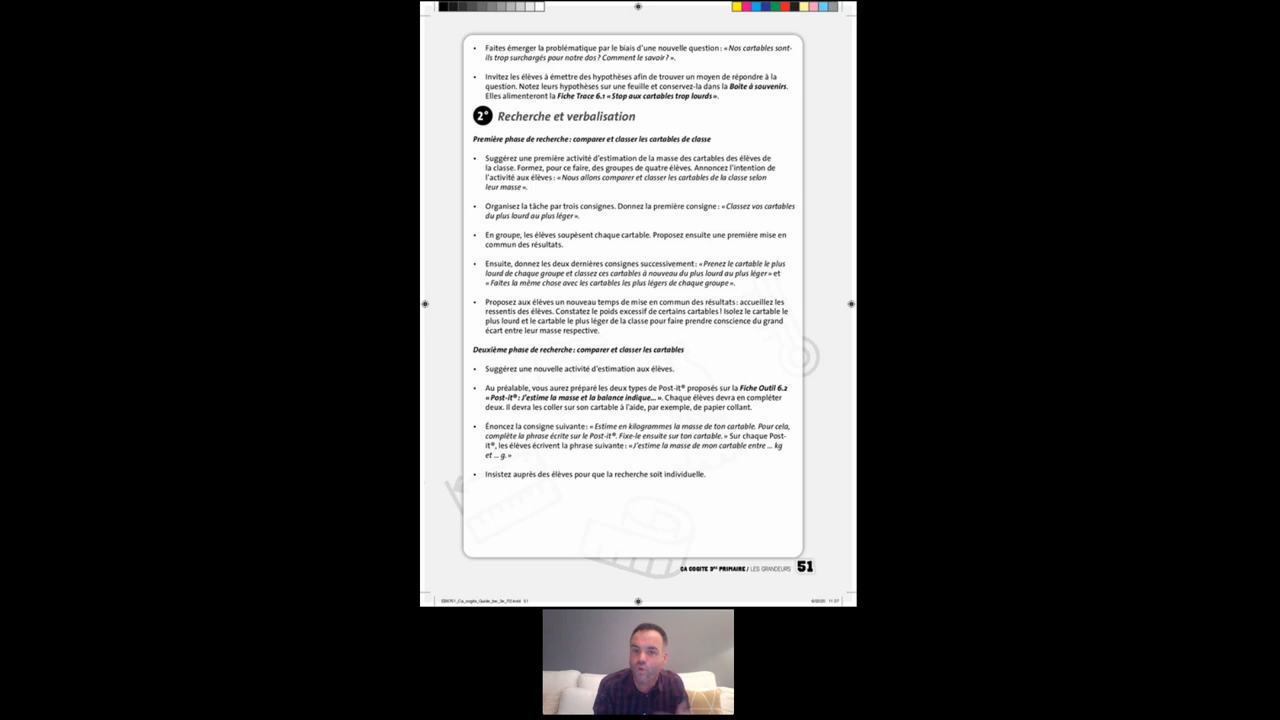 • Faites émerger la problématique par le biais d'une nouvelle question : « Nos cartables sont-
ils trop surchargés pour notre dos ? Comment le savoir ? ».
• Invitez les élèves à émettre des hypothèses afin de trouver un moyen de répondre à la
question. Notez leurs hypothèses sur une feuille et conservez-la dans la Boite à souvenirs.
Elles alimenteront la Fiche Trace 6.1 « Stop aux cartables trop lourds ».
2° Recherche et verbalisation
Première phase de recherche : comparer et classer les cartables de classe
• Suggérez une première activité d'estimation de la masse des cartables des élèves de
la classe. Formez, pour ce faire, des groupes de quatre élèves. Annoncez l'intention de
l'activité aux élèves : « Nous allons comparer et classer les cartables de la classe selon
leur masse ».
• Organisez la tâche par trois consignes. Donnez la première consigne : « Classez vos cartables
du plus lourd au plus léger ».
• En groupe, les élèves soupèsent chaque cartable. Proposez ensuite une première mise en
commun des résultats.
• Ensuite, donnez les deux dernières consignes successivement : « Prenez le cartable le plus
lourd de chaque groupe et classez ces cartables à nouveau du plus lourd au plus léger » et
« Faites la même chose avec les cartables les plus légers de chaque groupe ».
• Proposez aux élèves un nouveau temps de mise en commun des résultats : accueillez les
ressentis des élèves. Constatez le poids excessif de certains cartables ! Isolez le cartable le
plus lourd et le cartable le plus léger de la classe pour faire prendre conscience du grand
écart entre leur masse respective.
Deuxième phase de recherche : comparer et classer les cartables
• Suggérez une nouvelle activité d'estimation aux élèves.
• Au préalable, vous aurez préparé les deux types de Post-it® proposés sur la Fiche Outil 6.2
« Post-it® : J'estime la masse et la balance indique... ». Chaque élèves devra en compléter
deux. Il devra les coller sur son cartable à l'aide, par exemple, de papier collant.
• Énoncez la consigne suivante : « Estime en kilogrammes la masse de ton cartable. Pour cela,
complète la phrase écrite sur le Post-it®. Fixe-le ensuite sur ton cartable. » Sur chaque Post-
it®, les élèves écrivent la phrase suivante : « J'estime la masse de mon cartable entre ... kg
et ... g. »
• Insistez auprès des élèves pour que la recherche soit individuelle.
ÇA COGITE 3RE PRIMAIRE / LES GRANDEURS 51